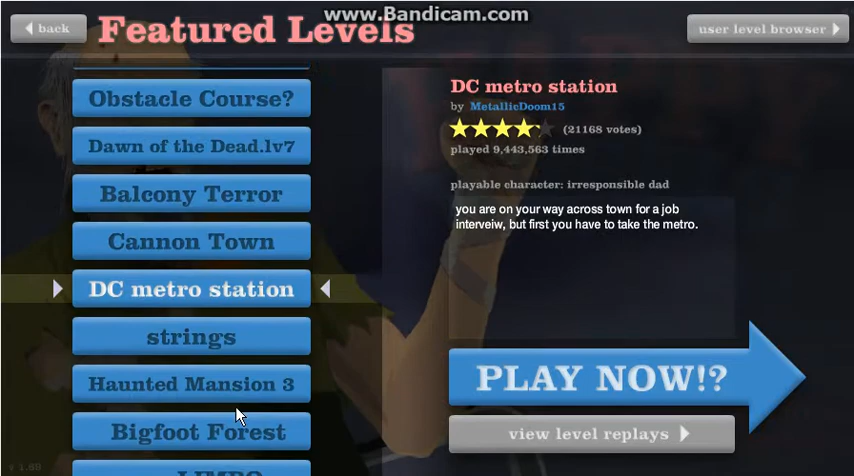 www.Bandicam.com
back
Featured Levels
user level browser
Obstacle Course?
Dawn of the Dead.lv7
Balcony Terror
Cannon Town
DC metro station
strings
Haunted Mansion 3
Bigfoot Forest
LIMBO
v 1.80
DC metro station
by MetallicDoom15
(21168 votes)
played 9,443,563 times
playable character: irresponsible dad
you are on your way across town for a job
interveiw, but first you have to take the metro.
PLAY NOW!?
view level replays